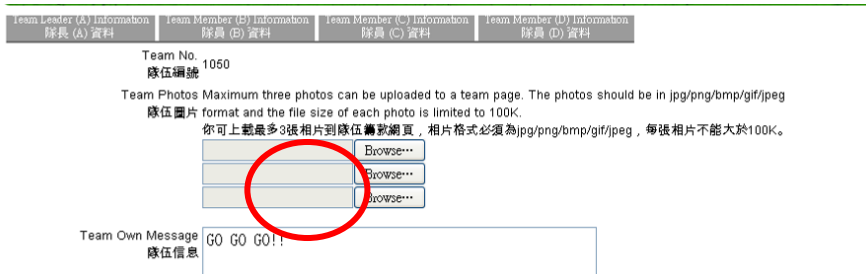 Team Leader (A) Information Team Member (B) Information Team Member (C) Information Team Member (D) Information
隊長 (A) 資料 隊員 (B) 資料 隊員 (C) 資料 隊員 (D) 資料
Team No. 1050
隊伍編號
Team Photos Maximum three photos can be uploaded to a team page. The photos should be in jpg/png/bmp/gif/jpeg
隊伍圖片 format and the file size of each photo is limited to 100K.
你可上載最多3張相片到隊伍籌款網頁，相片格式必須為jpg/png/bmp/gif/jpeg，每張相片不能大於100K。
Browse…
Browse…
Browse…
Team Own Message GO GO GO!!
隊伍信息